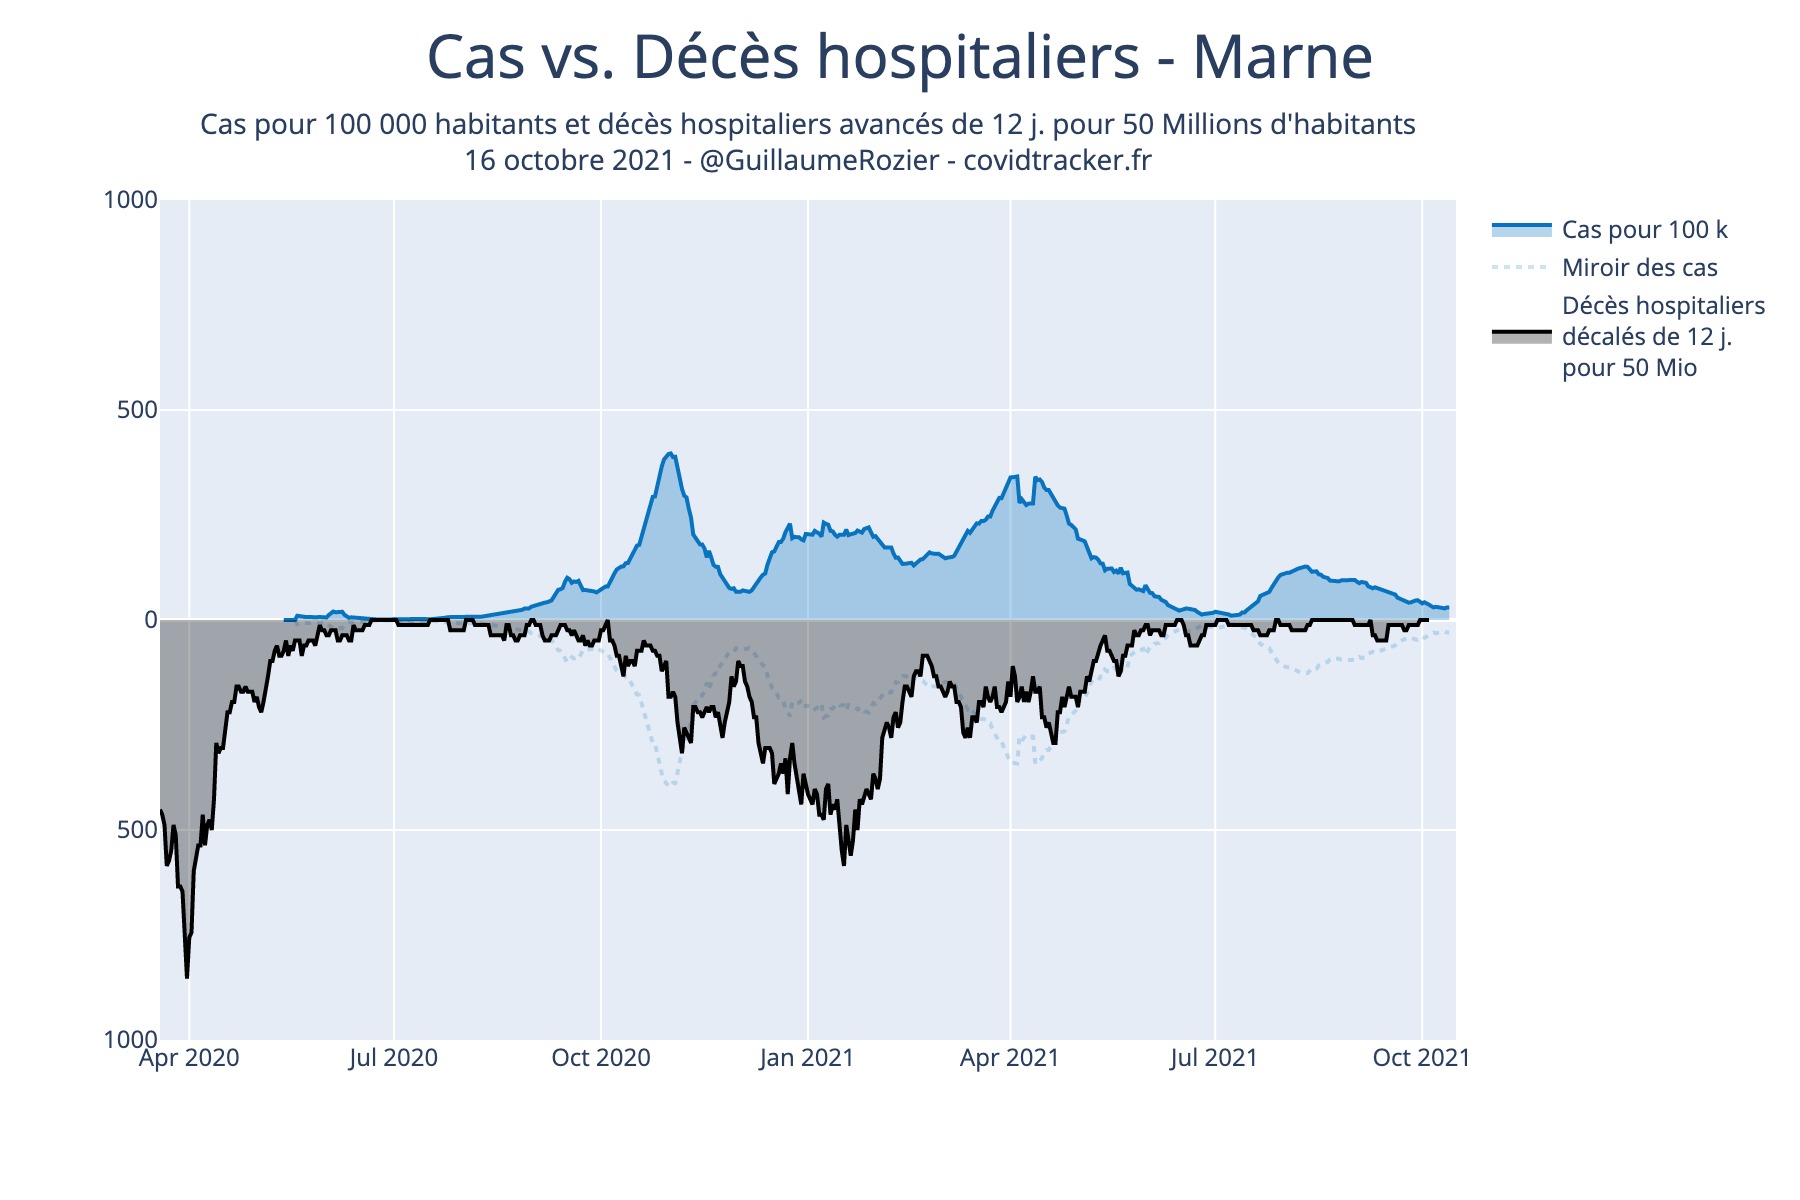 Cas vs. Décès hospitaliers - Marne
Cas pour 100 000 habitants et décès hospitaliers avancés de 12 j. pour 50 Millions d'habitants
16 octobre 2021 - @GuillaumeRozier - covidtracker.fr
1000
500
0
500
1000
Apr 2020
Jul 2020
Oct 2020
Jan 2021
Apr 2021
Jul 2021
Oct 2021
Cas pour 100 k
Miroir des cas
Décès hospitaliers
décalés de 12 j.
pour 50 Mio